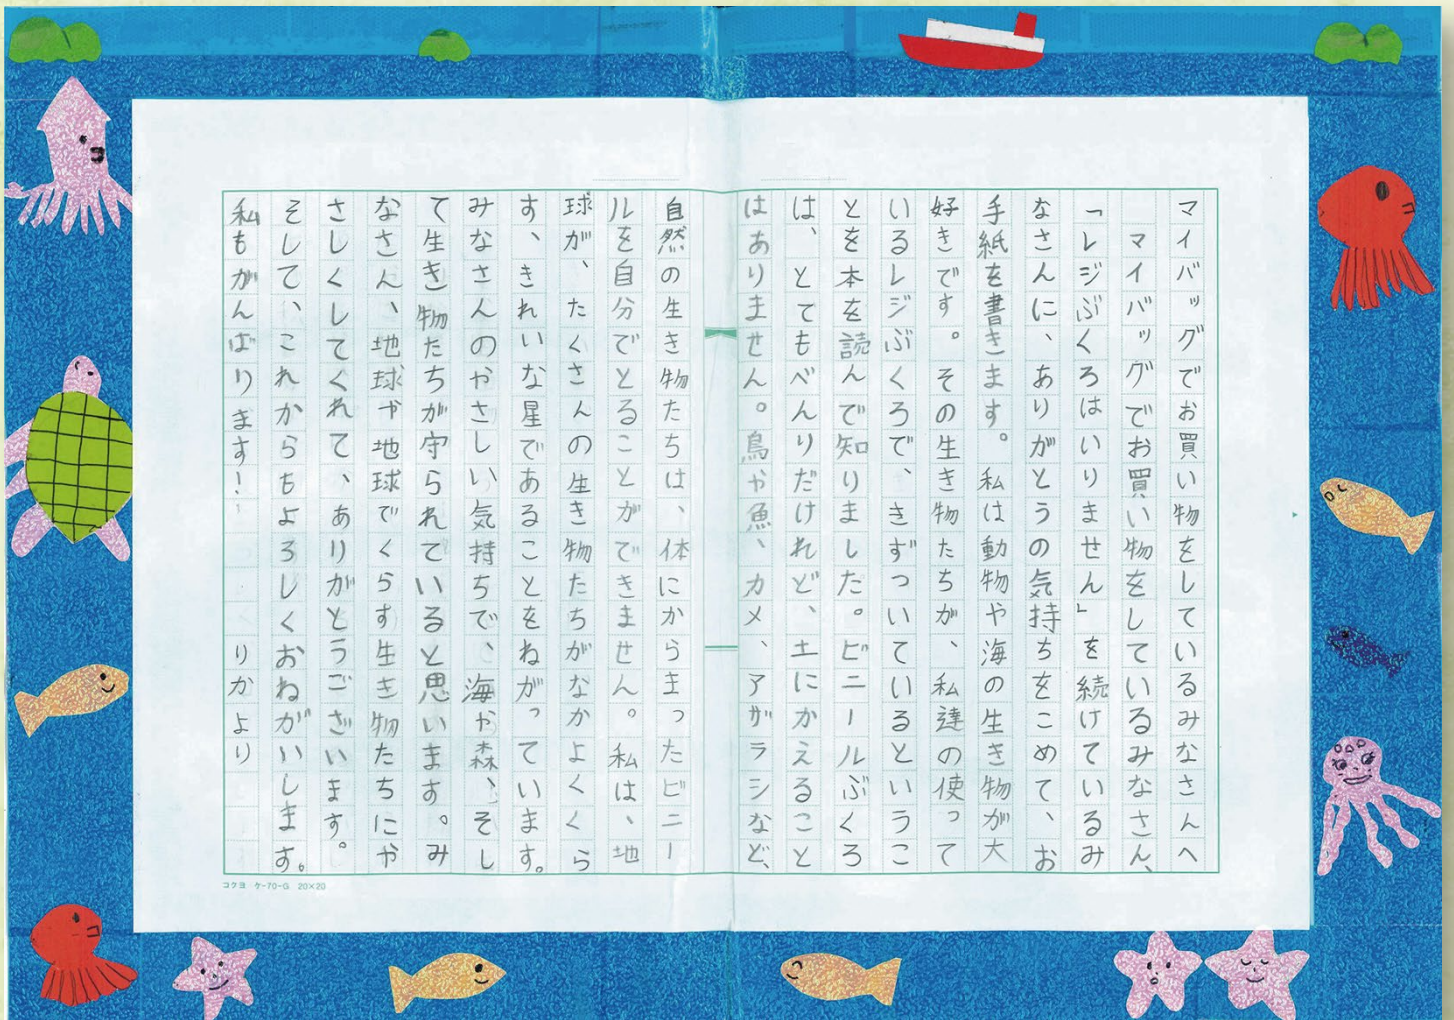 マイバッグでお買い物をしているみなさんへ
マイバッグでお買い物をしているみなさん、
「レジぶくろはいりません」を続けているみ
なさんに、ありがとうの気持ちをこめて、お
手紙を書きます。私は動物や海の生き物が大
好きです。その生き物たちが、私達の使って
いるレジぶくろで、きずついているというこ
とを本を読んで知りました。ビニールぶくろ
は、とてもべんりだけれど、土にかえること
はありません。鳥や魚、カメ、アザラシなど、
自然の生き物たちは、体にからまったビニー
ルを自分でとることができません。私は、地
球が、たくさんの生き物たちがなかよくくら
す、きれいな星であることをねがっています。
みなさんのやさしい気持ちで、海や森、そし
て生き物たちが守られていると思います。み
なさん、地球や地球でくらす生き物たちにや
さしくしてくれて、ありがとうございます。
そして、これからもよろしくおねがいします。
私もがんばります! りかより
コクヨ ケ-70-G 20×20